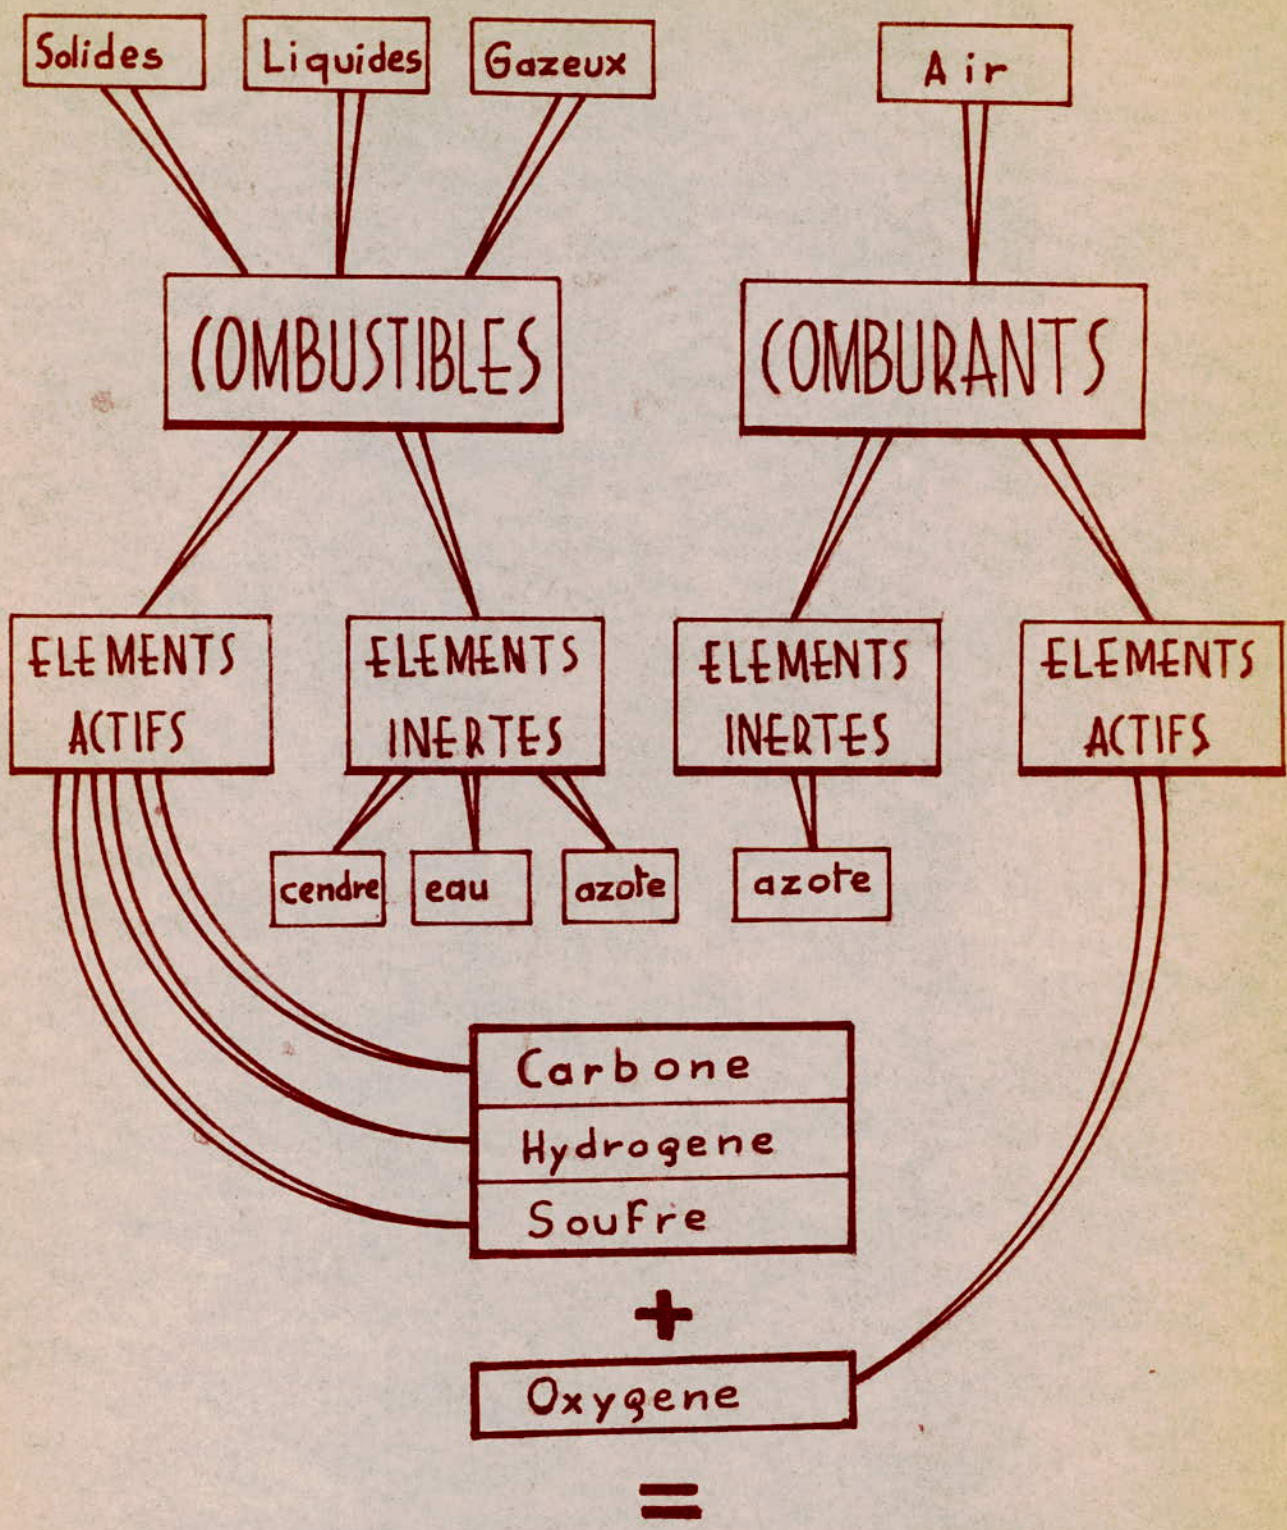 Solides
Liquides
Gazeux
Air
COMBUSTIBLES
COMBURANTS
ELEMENTS
ACTIFS
ELEMENTS
INERTES
ELEMENTS
INERTES
ELEMENTS
ACTIFS
cendre
eau
azote
azote
Carbone
Hydrogene
Soufre
+
Oxygene
=